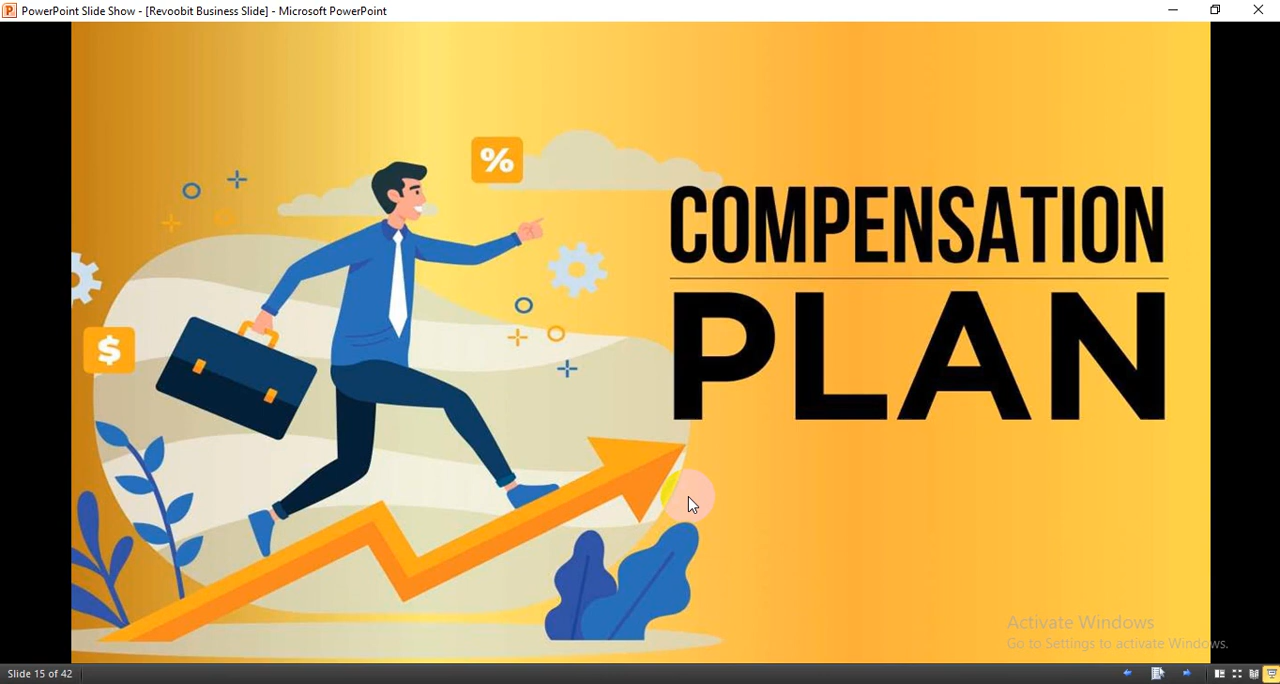 PowerPoint Slide Show - [Revoobit Business Slide] - Microsoft PowerPoint
%
COMPENSATION
PLAN
$
Activate Windows
Go to Settings to activate Windows.
Slide 15 of 42